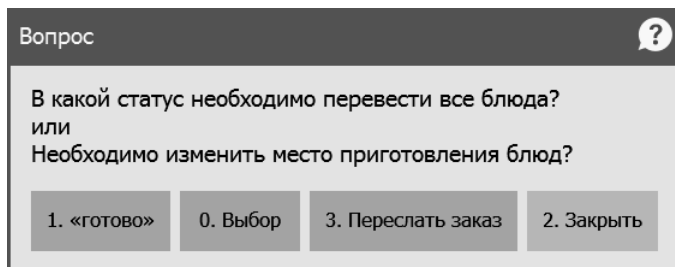 Вопрос
?
В какой статус необходимо перевести все блюда?
или
Необходимо изменить место приготовления блюд?
1. «готово» 0. Выбор 3. Переслать заказ 2. Закрыть